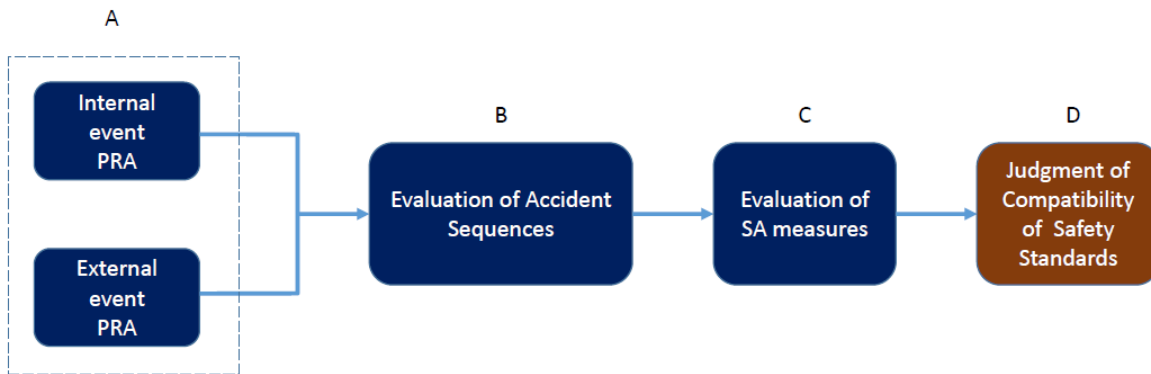 A
Internal
event
PRA
External
event
PRA
B
Evaluation of Accident
Sequences
C
Evaluation of
SA measures
D
Judgment of
Compatibility
of Safety
Standards